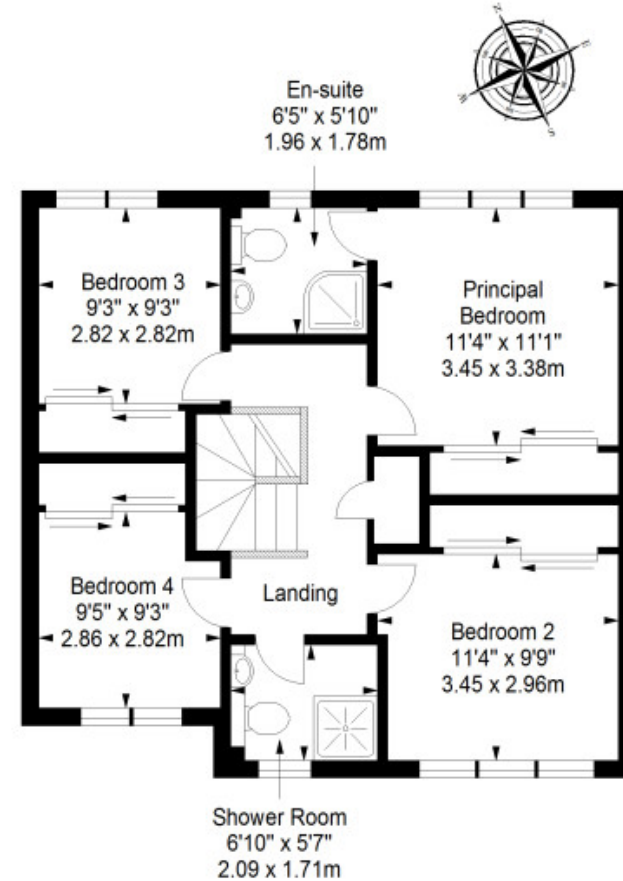 N
E
S
W
En-suite
6'5" x 5'10"
1.96 x 1.78m
Bedroom 3
9'3" x 9'3"
2.82 x 2.82m
Principal
Bedroom
11'4" x 11'1"
3.45 x 3.38m
Bedroom 4
9'5" x 9'3"
2.86 x 2.82m
Landing
Bedroom 2
11'4" x 9'9"
3.45 x 2.96m
Shower Room
6'10" x 5'7"
2.09 x 1.71m